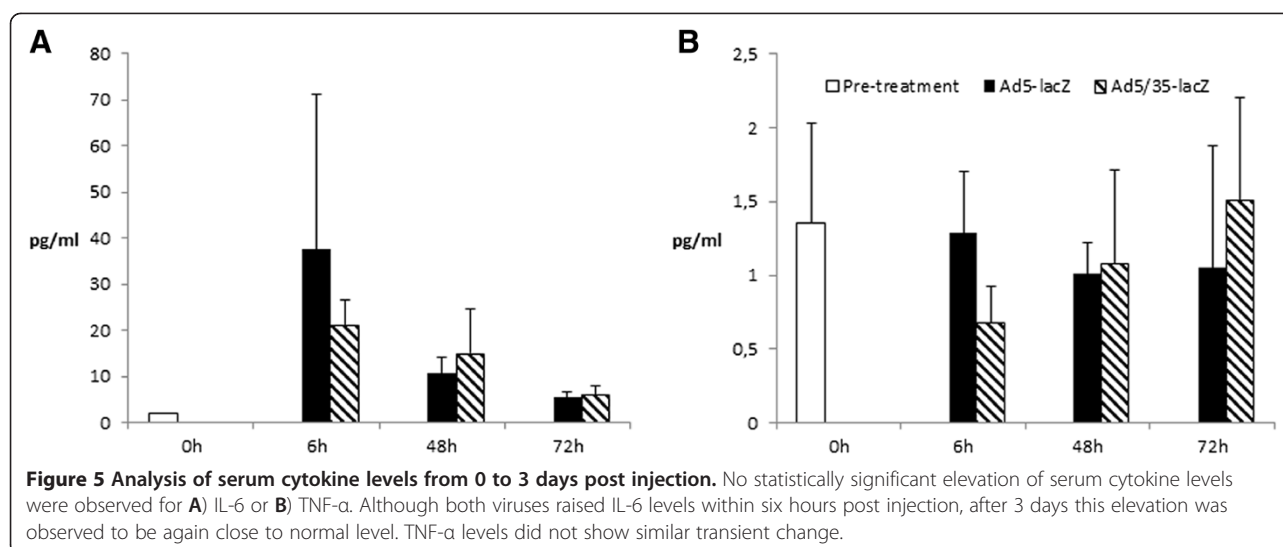 A
80
70
60
50
40
pg/ml
30
20
10
0
0h 6h 48h 72h
B
2,5
Pre-treatment Ad5-lacZ Ad5/35-lacZ
2
1,5
pg/ml
1
0,5
0
0h 6h 48h 72h
Figure 5 Analysis of serum cytokine levels from 0 to 3 days post injection. No statistically significant elevation of serum cytokine levels
were observed for A) IL-6 or B) TNF-α. Although both viruses raised IL-6 levels within six hours post injection, after 3 days this elevation was
observed to be again close to normal level. TNF-α levels did not show similar transient change.